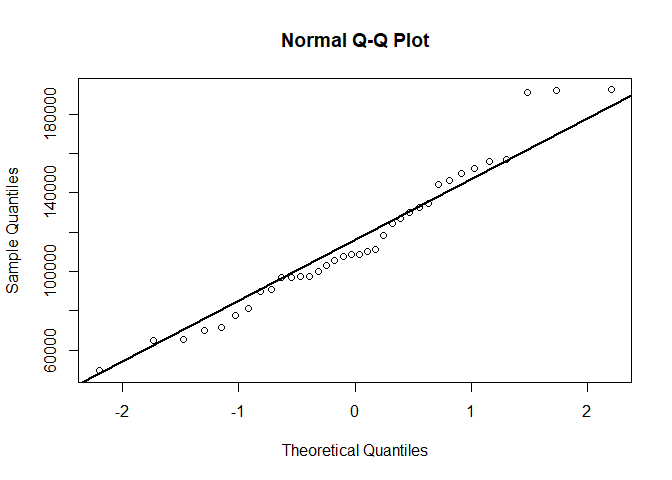 Normal Q-Q Plot
Sample Quantiles
180000
140000
100000
60000
-2 -1 0 1 2
Theoretical Quantiles